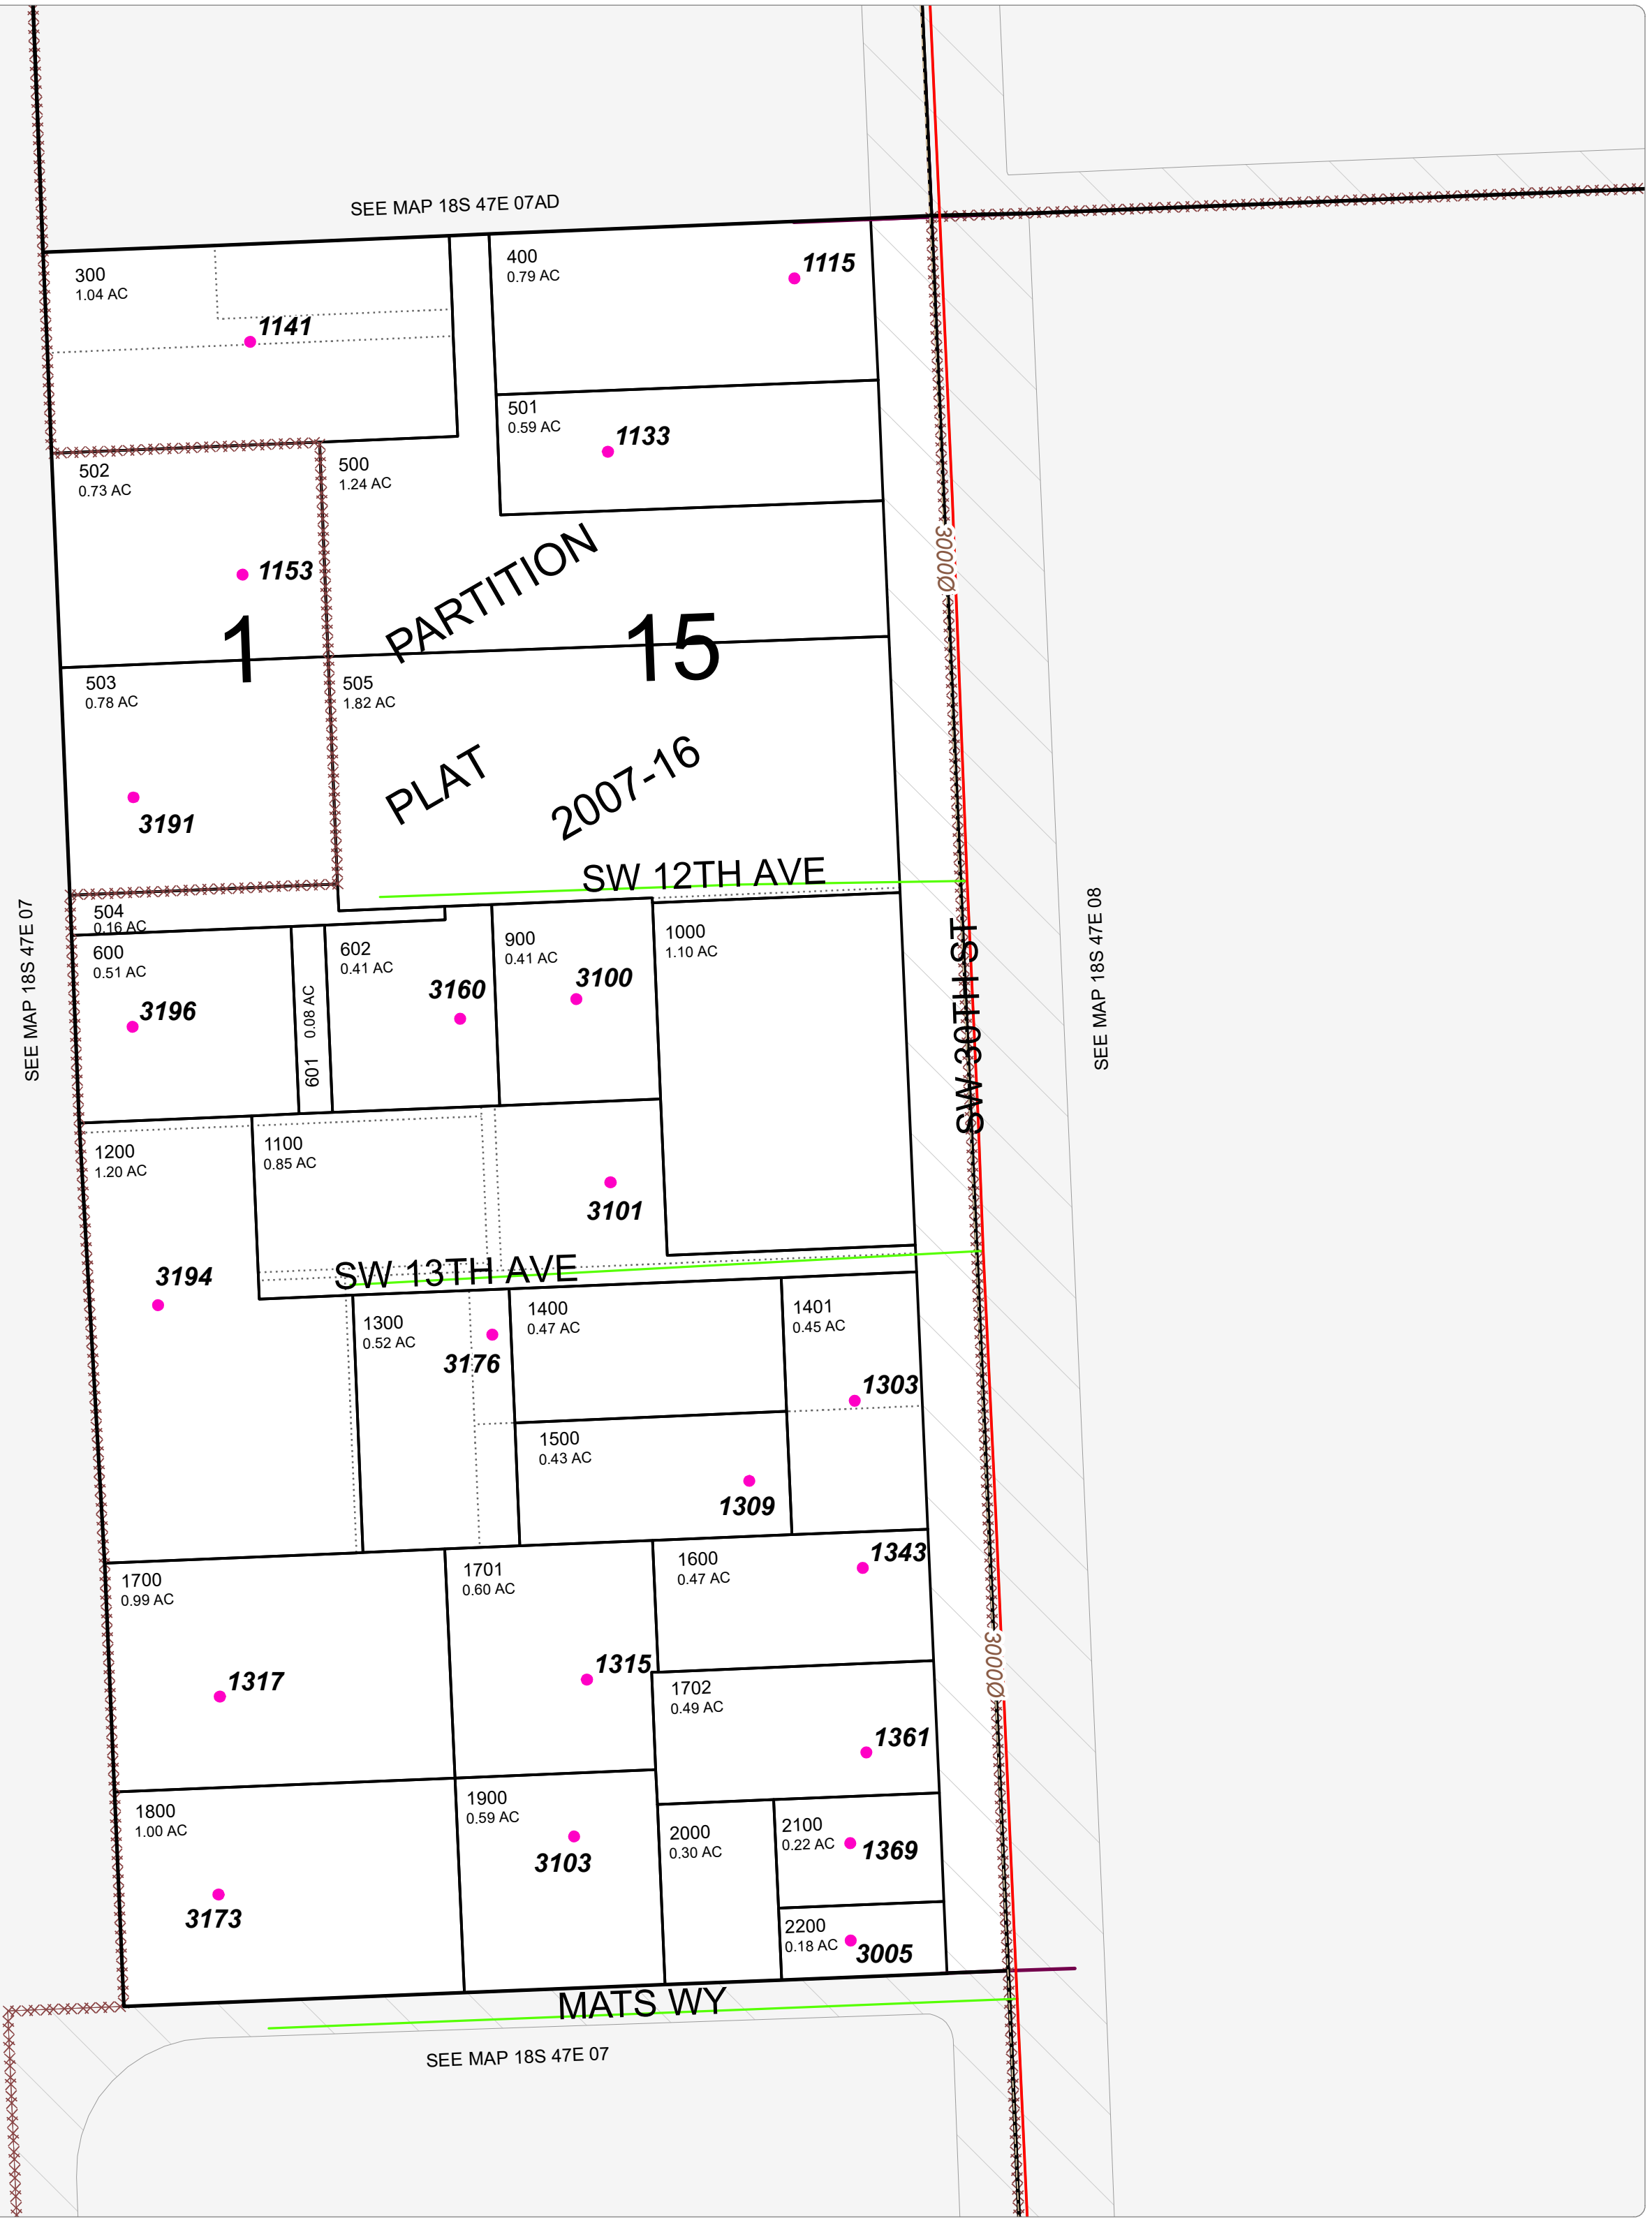 SEE MAP 18S 47E 07AD
300
1.04 AC
1141
400
0.79 AC
1115
501
0.59 AC
1133
502
0.73 AC
1153
500
1.24 AC
PARTITION
1
15
3000Ø
503
0.78 AC
3191
505
1.82 AC
PLAT
2007-16
SW 12TH AVE
504
0.16 AC
SEE MAP 18S 47E 07
600
0.51 AC
3196
601 0.08 AC
602
0.41 AC
3160
900
0.41 AC
3100
1000
1.10 AC
SW 30TH ST
SEE MAP 18S 47E 08
1200
1.20 AC
3194
1100
0.85 AC
3101
SW 13TH AVE
1300
0.52 AC
3176
1400
0.47 AC
1401
0.45 AC
1303
1500
0.43 AC
1309
1700
0.99 AC
1317
1701
0.60 AC
1315
1600
0.47 AC
1343
3000Ø
1702
0.49 AC
1361
1800
1.00 AC
3173
1900
0.59 AC
3103
2000
0.30 AC
2100
0.22 AC
1369
2200
0.18 AC
3005
MATS WY
SEE MAP 18S 47E 07